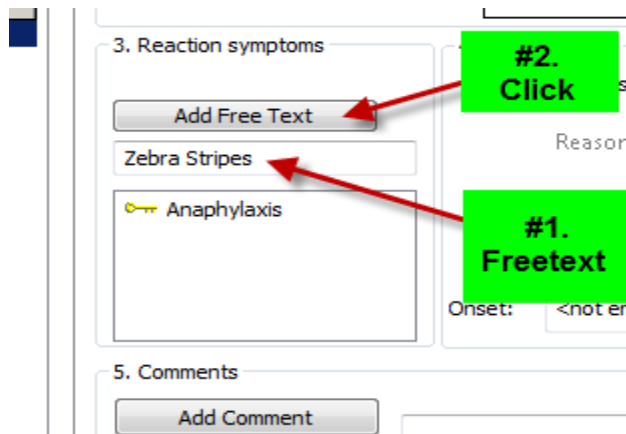 3. Reaction symptoms
#2.
Click
Add Free Text
Reason
Zebra Stripes
Anaphylaxis
#1.
Freetext
Onset:
<not en
5. Comments
Add Comment